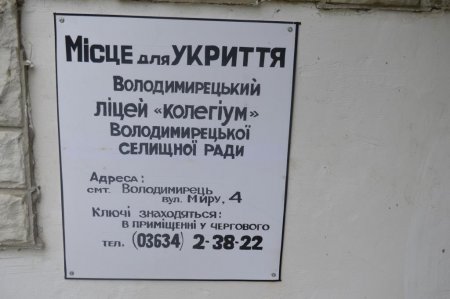 Місце для УКРИТТЯ
Володимирецький
ліцей «колегіум»
Володимирецької
селищної ради
Адреса:
смт. Володимирець
вул. Миру, 4
Ключі знаходяться:
в приміщенні у чергового
тел. (03634) 2-38-22